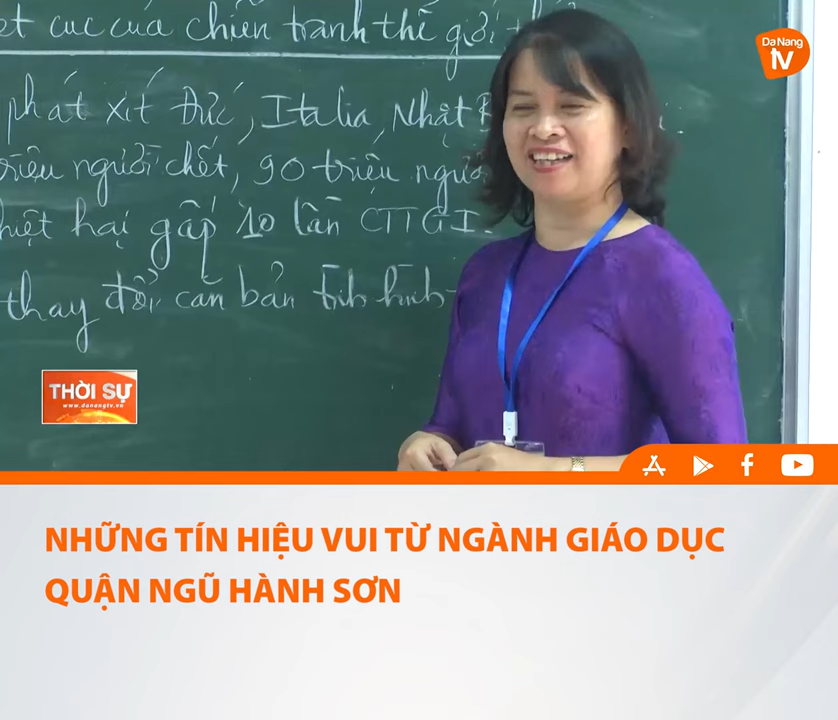 ết cục của chiến tranh thế giới
Da Nang
tv
phát xít Đức, Italia, Nhật
triệu người chết, 90 triệu
thiệt hại gấp 10 lần CTTGI.
thay đổi căn bản tình hình
THỜI SỰ
www.danangtv.vn
NHỮNG TÍN HIỆU VUI TỪ NGÀNH GIÁO DỤC
QUẬN NGŨ HÀNH SƠN